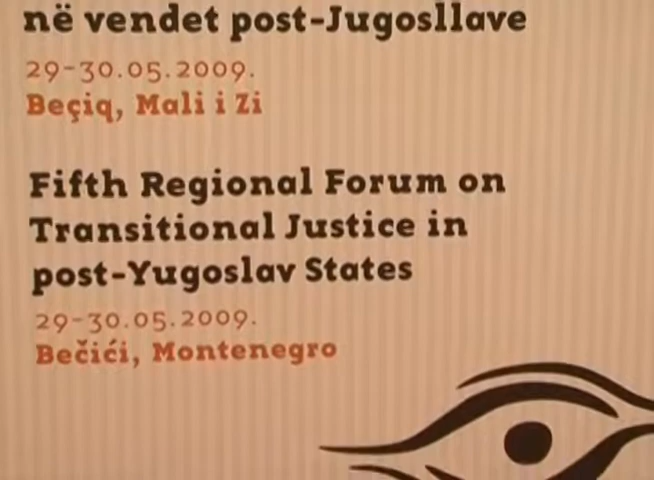 në vendet post-Jugosllave
29-30.05.2009.
Beçiq, Mali i Zi
Fifth Regional Forum on
Transitional Justice in
post-Yugoslav States
29-30.05.2009.
Bečići, Montenegro